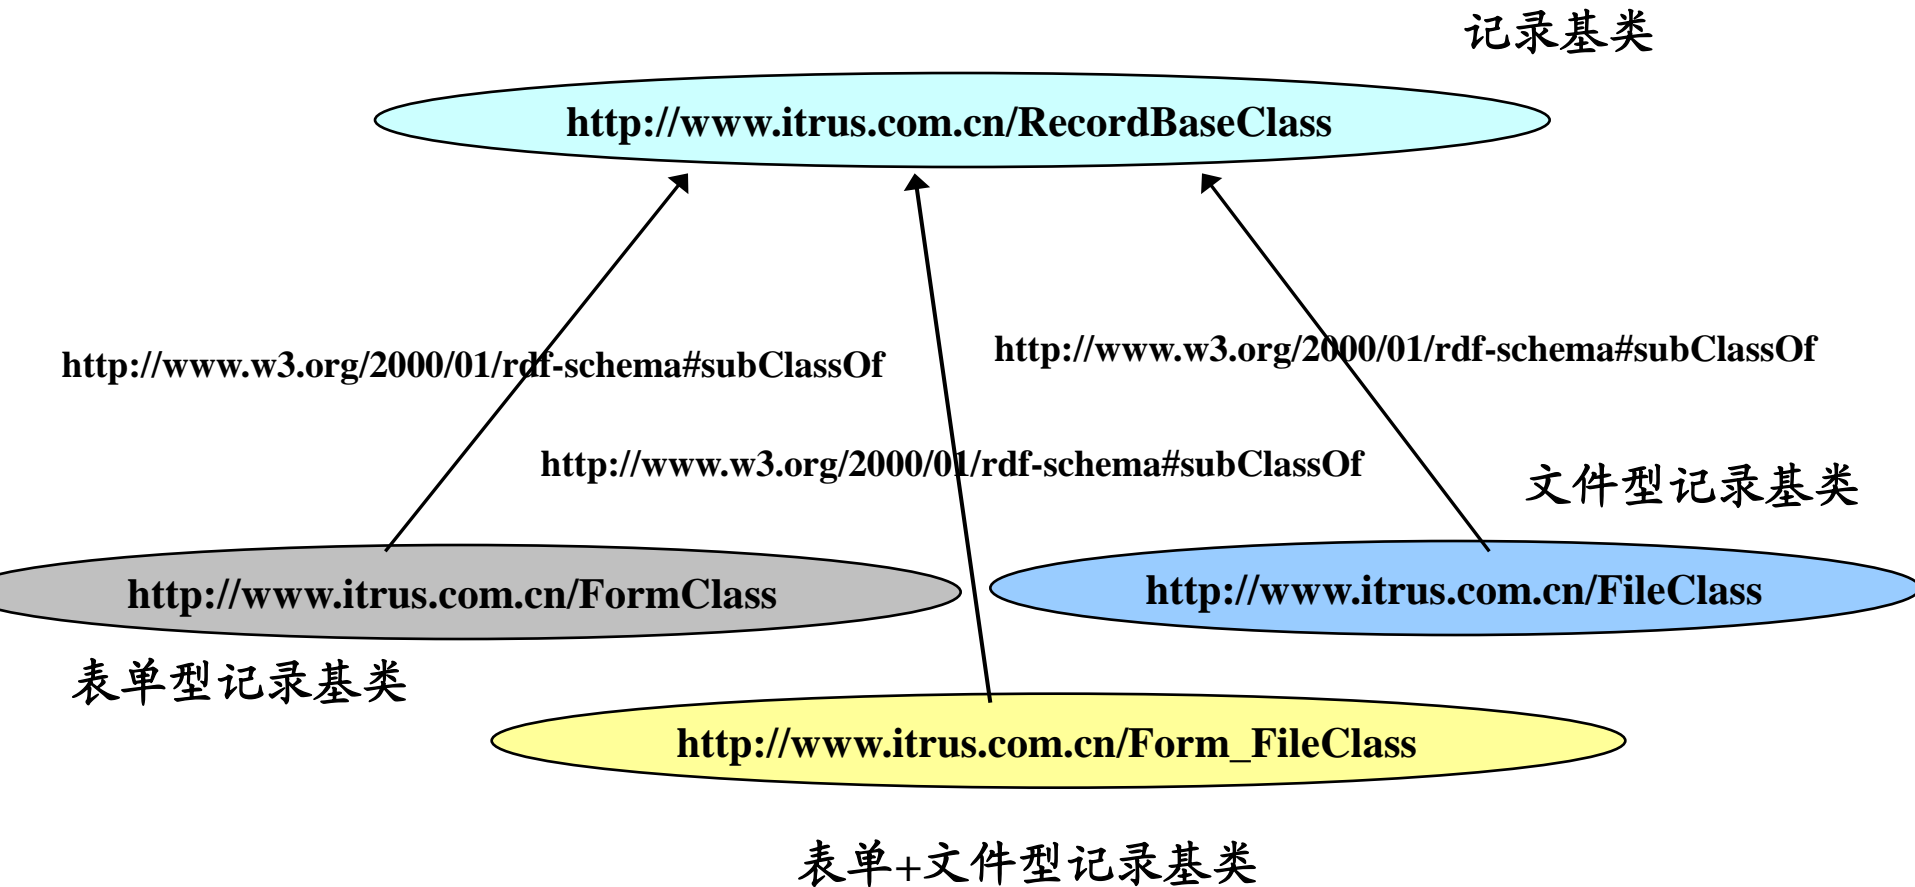 记录基类
http://www.itrus.com.cn/RecordBaseClass
http://www.w3.org/2000/01/rdf-schema#subClassOf
http://www.w3.org/2000/01/rdf-schema#subClassOf
http://www.w3.org/2000/01/rdf-schema#subClassOf
文件型记录基类
http://www.itrus.com.cn/FormClass
http://www.itrus.com.cn/FileClass
表单型记录基类
http://www.itrus.com.cn/Form_FileClass
表单+文件型记录基类